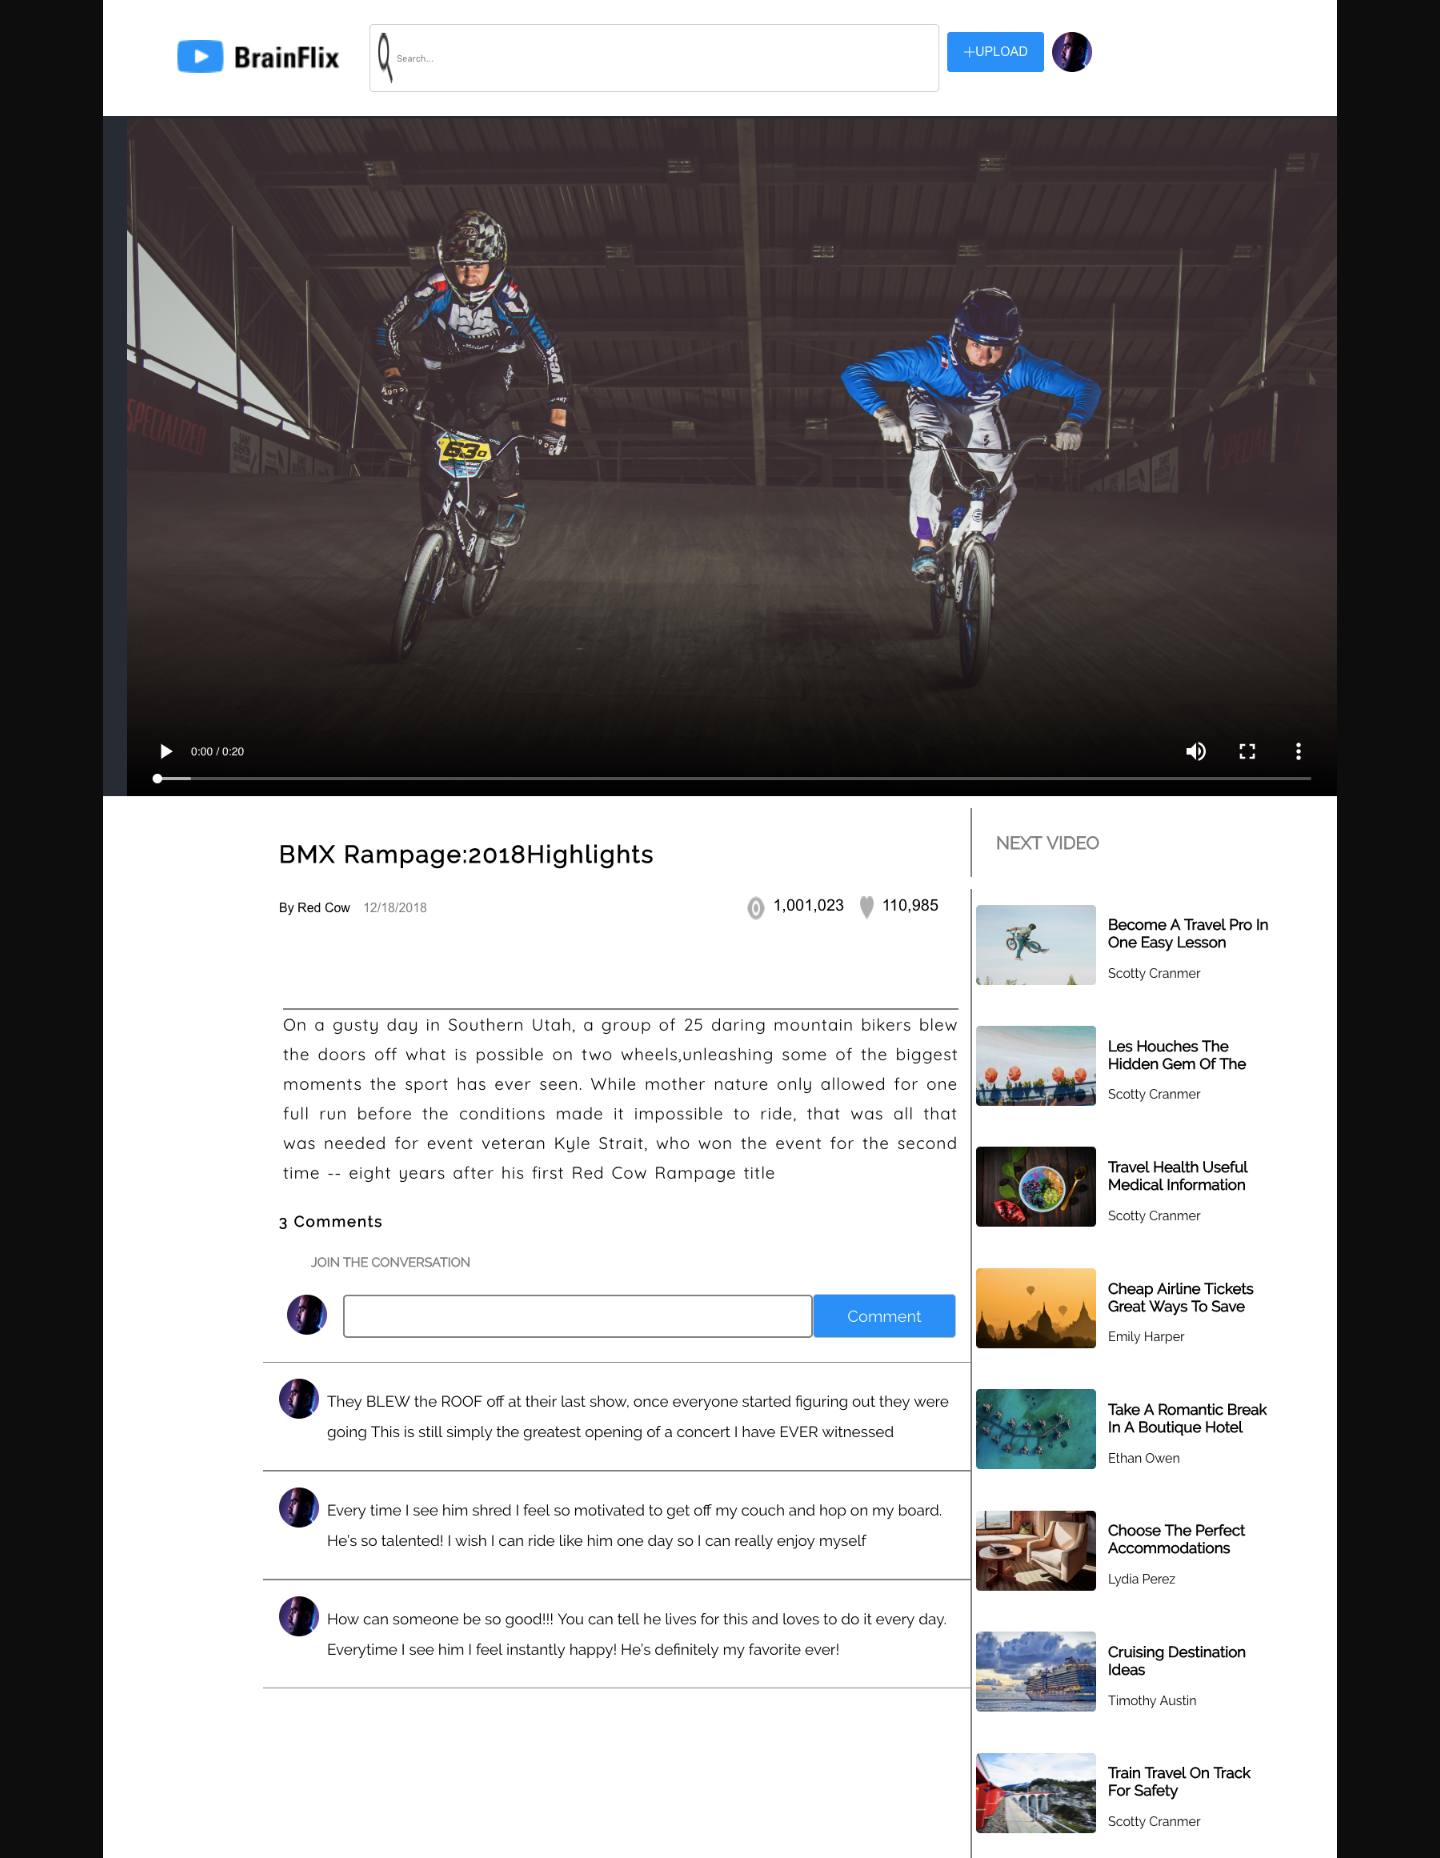 BrainFlix
Search...
+UPLOAD
SPECIALIZED
630
0:00 / 0:20
BMX Rampage:2018Highlights
By Red Cow 12/18/2018
1,001,023 110,985
On a gusty day in Southern Utah, a group of 25 daring mountain bikers blew
the doors off what is possible on two wheels,unleashing some of the biggest
moments the sport has ever seen. While mother nature only allowed for one
full run before the conditions made it impossible to ride, that was all that
was needed for event veteran Kyle Strait, who won the event for the second
time -- eight years after his first Red Cow Rampage title
3 Comments
JOIN THE CONVERSATION
Comment
They BLEW the ROOF off at their last show, once everyone started figuring out they were
going This is still simply the greatest opening of a concert I have EVER witnessed
Every time I see him shred I feel so motivated to get off my couch and hop on my board.
He's so talented! I wish I can ride like him one day so I can really enjoy myself
How can someone be so good!!! You can tell he lives for this and loves to do it every day.
Everytime I see him I feel instantly happy! He's definitely my favorite ever!
NEXT VIDEO
Become A Travel Pro In
One Easy Lesson
Scotty Cranmer
Les Houches The
Hidden Gem Of The
Scotty Cranmer
Travel Health Useful
Medical Information
Scotty Cranmer
Cheap Airline Tickets
Great Ways To Save
Emily Harper
Take A Romantic Break
In A Boutique Hotel
Ethan Owen
Choose The Perfect
Accommodations
Lydia Perez
Cruising Destination
Ideas
Timothy Austin
Train Travel On Track
For Safety
Scotty Cranmer